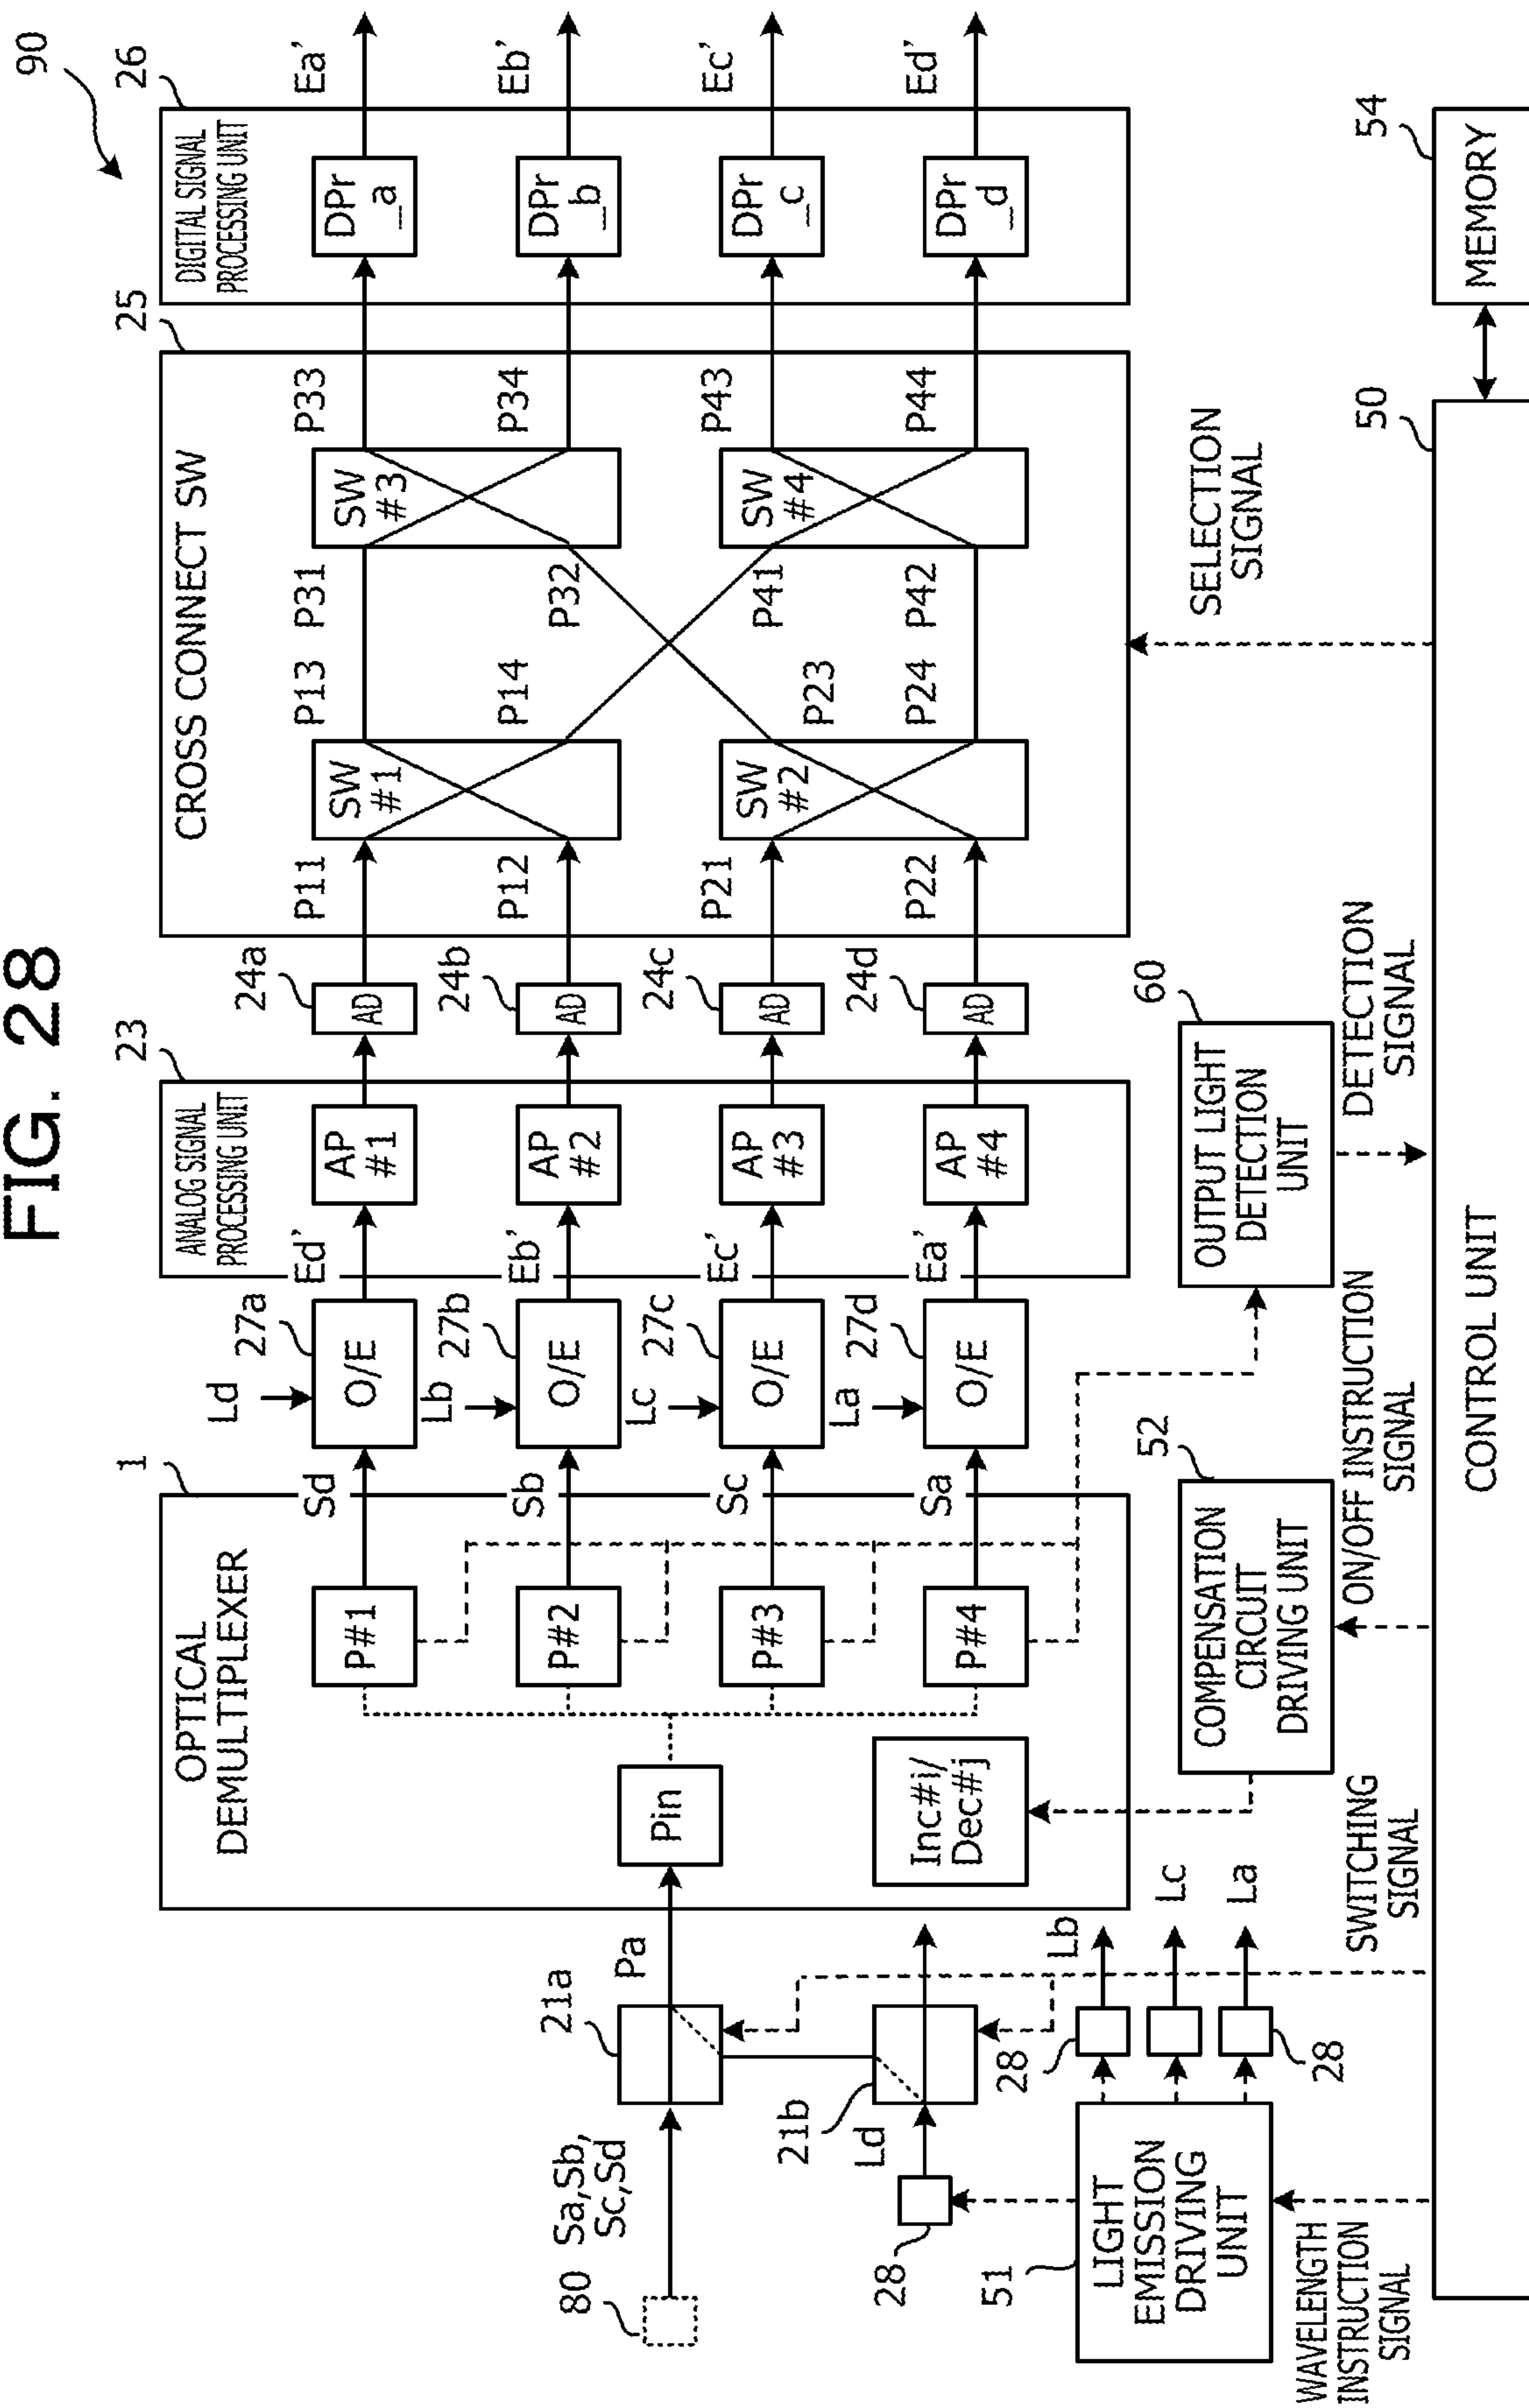 FIG. 28
90
80
Sa,Sb,
Sc,Sd
21a
Pa
21b
Ld
28
28
28
Lb
Lc
La
51
LIGHT
EMISSION
DRIVING
UNIT
WAVELENGTH
INSTRUCTION
SIGNAL
SWITCHING
SIGNAL
1
OPTICAL
DEMULTIPLEXER
Pin
P#1
P#2
P#3
P#4
Inc#i/
Dec#j
Sd
Sb
Sc
Sa
52
COMPENSATION
CIRCUIT
DRIVING UNIT
ON/OFF INSTRUCTION
SIGNAL
Ld
27a
O/E
Lb
27b
O/E
Lc
27c
O/E
La
27d
O/E
Ed'
Eb'
Ec'
Ea'
23
ANALOG SIGNAL
PROCESSING UNIT
AP
#1
AP
#2
AP
#3
AP
#4
60
OUTPUT LIGHT
DETECTION
UNIT
DETECTION
SIGNAL
24a
AD
24b
AD
24c
AD
24d
AD
25
CROSS CONNECT SW
P11
P12
P21
P22
SW
#1
SW
#2
P13
P14
P23
P24
P31
P32
P41
P42
SW
#3
SW
#4
P33
P34
P43
P44
SELECTION
SIGNAL
26
DIGITAL SIGNAL
PROCESSING UNIT
DPr
_a
DPr
_b
DPr
_c
DPr
_d
Ea'
Eb'
Ec'
Ed'
50
CONTROL UNIT
54
MEMORY